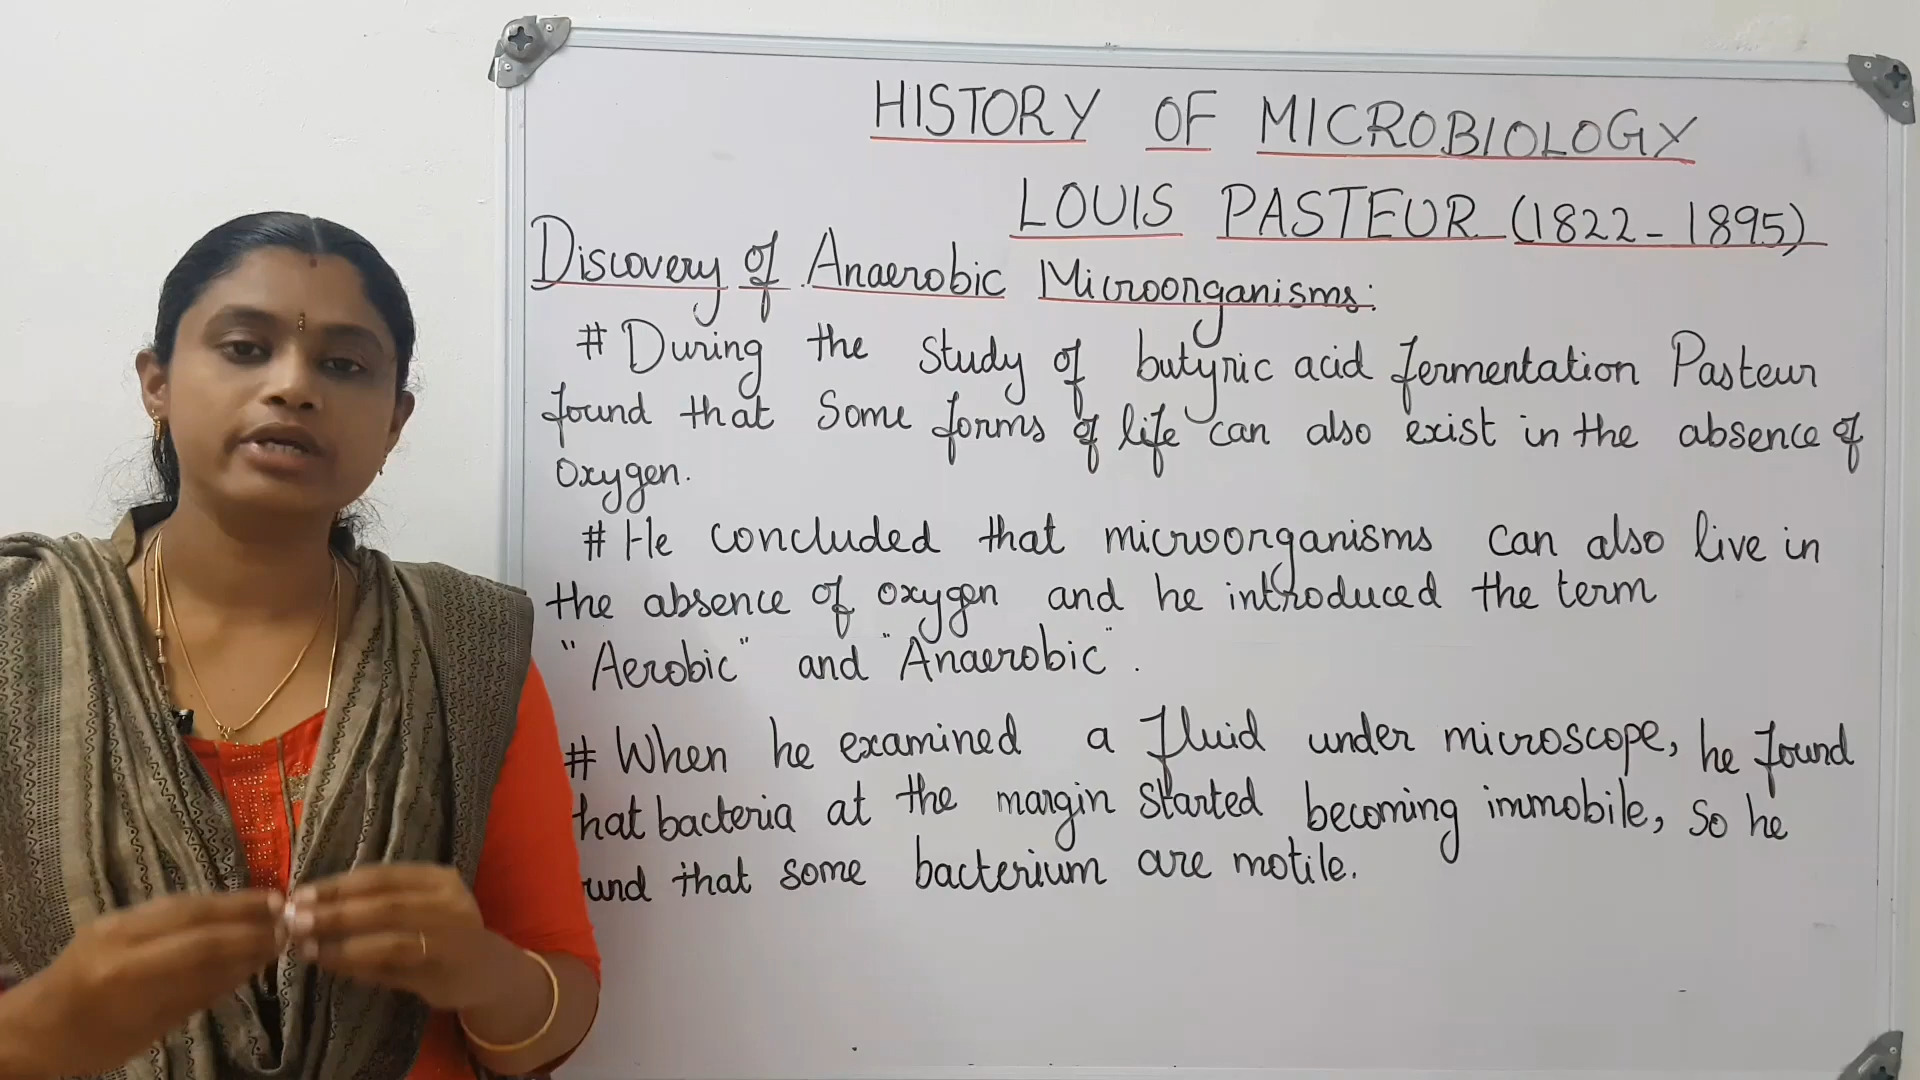 HISTORY OF MICROBIOLOGY
LOUIS PASTEUR (1822-1895)
Discovery of Anaerobic Microorganisms:
# During the study of butyric acid fermentation Pasteur
found that some forms of life can also exist in the absence of
oxygen.
# He concluded that microorganisms can also live in
the absence of oxygen and he introduced the term
"Aerobic" and "Anaerobic".
# When he examined a fluid under microscope, he found
hat bacteria at the margin started becoming immobile, so he
und that some bacterium are motile.